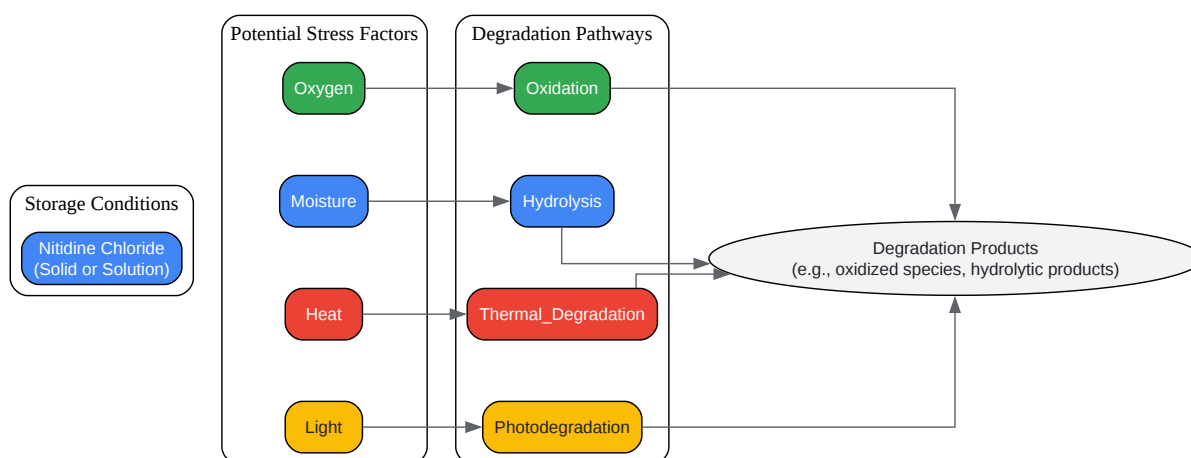 Potential Stress Factors
Degradation Pathways
Oxygen
Oxidation
Storage Conditions
Nitidine Chloride
(Solid or Solution)
Moisture
Hydrolysis
Degradation Products
(e.g., oxidized species, hydrolytic products)
Heat
Thermal_Degradation
Light
Photodegradation